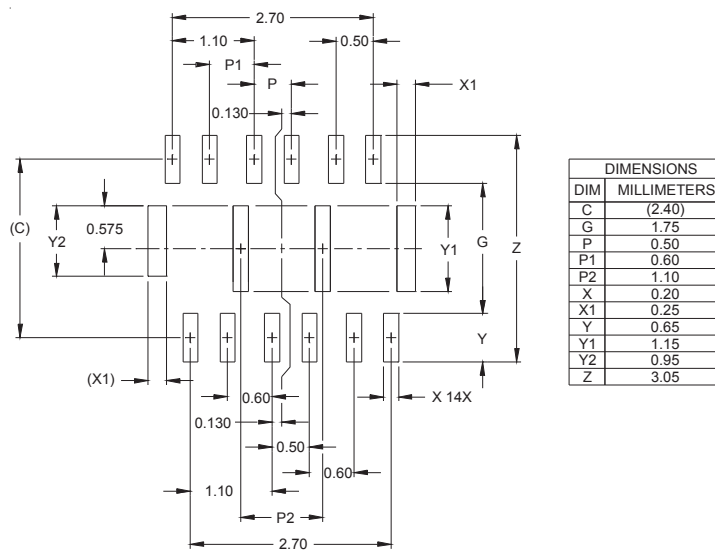 2.70
1.10
0.50
P1
P
X1
0.130
(C)
Y2
0.575
Y1
G
Z
Y
(X1)
0.60
X 14X
0.130
0.50
0.60
1.10
P2
2.70
DIMENSIONS
DIM MILLIMETERS
C (2.40)
G 1.75
P 0.50
P1 0.60
P2 1.10
X 0.20
X1 0.25
Y 0.65
Y1 1.15
Y2 0.95
Z 3.05